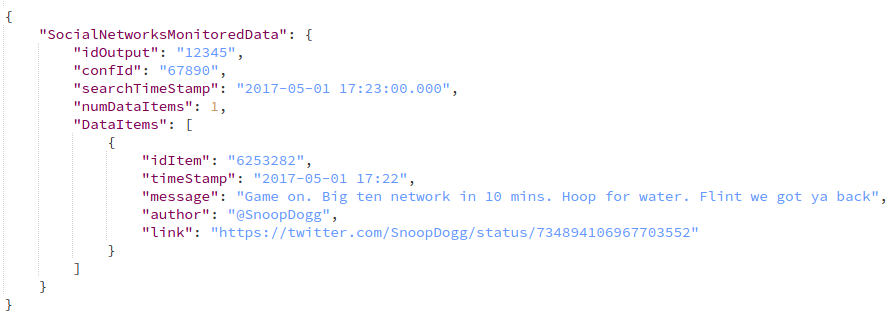 {
"SocialNetworksMonitoredData": {
"idOutput": "12345",
"confId": "67890",
"searchTimeStamp": "2017-05-01 17:23:00.000",
"numDataItems": 1,
"DataItems": [
{
"idItem": "6253282",
"timeStamp": "2017-05-01 17:22",
"message": "Game on. Big ten network in 10 mins. Hoop for water. Flint we got ya back",
"author": "@SnoopDogg",
"link": "https://twitter.com/SnoopDogg/status/734894106967703552"
}
]
}
}